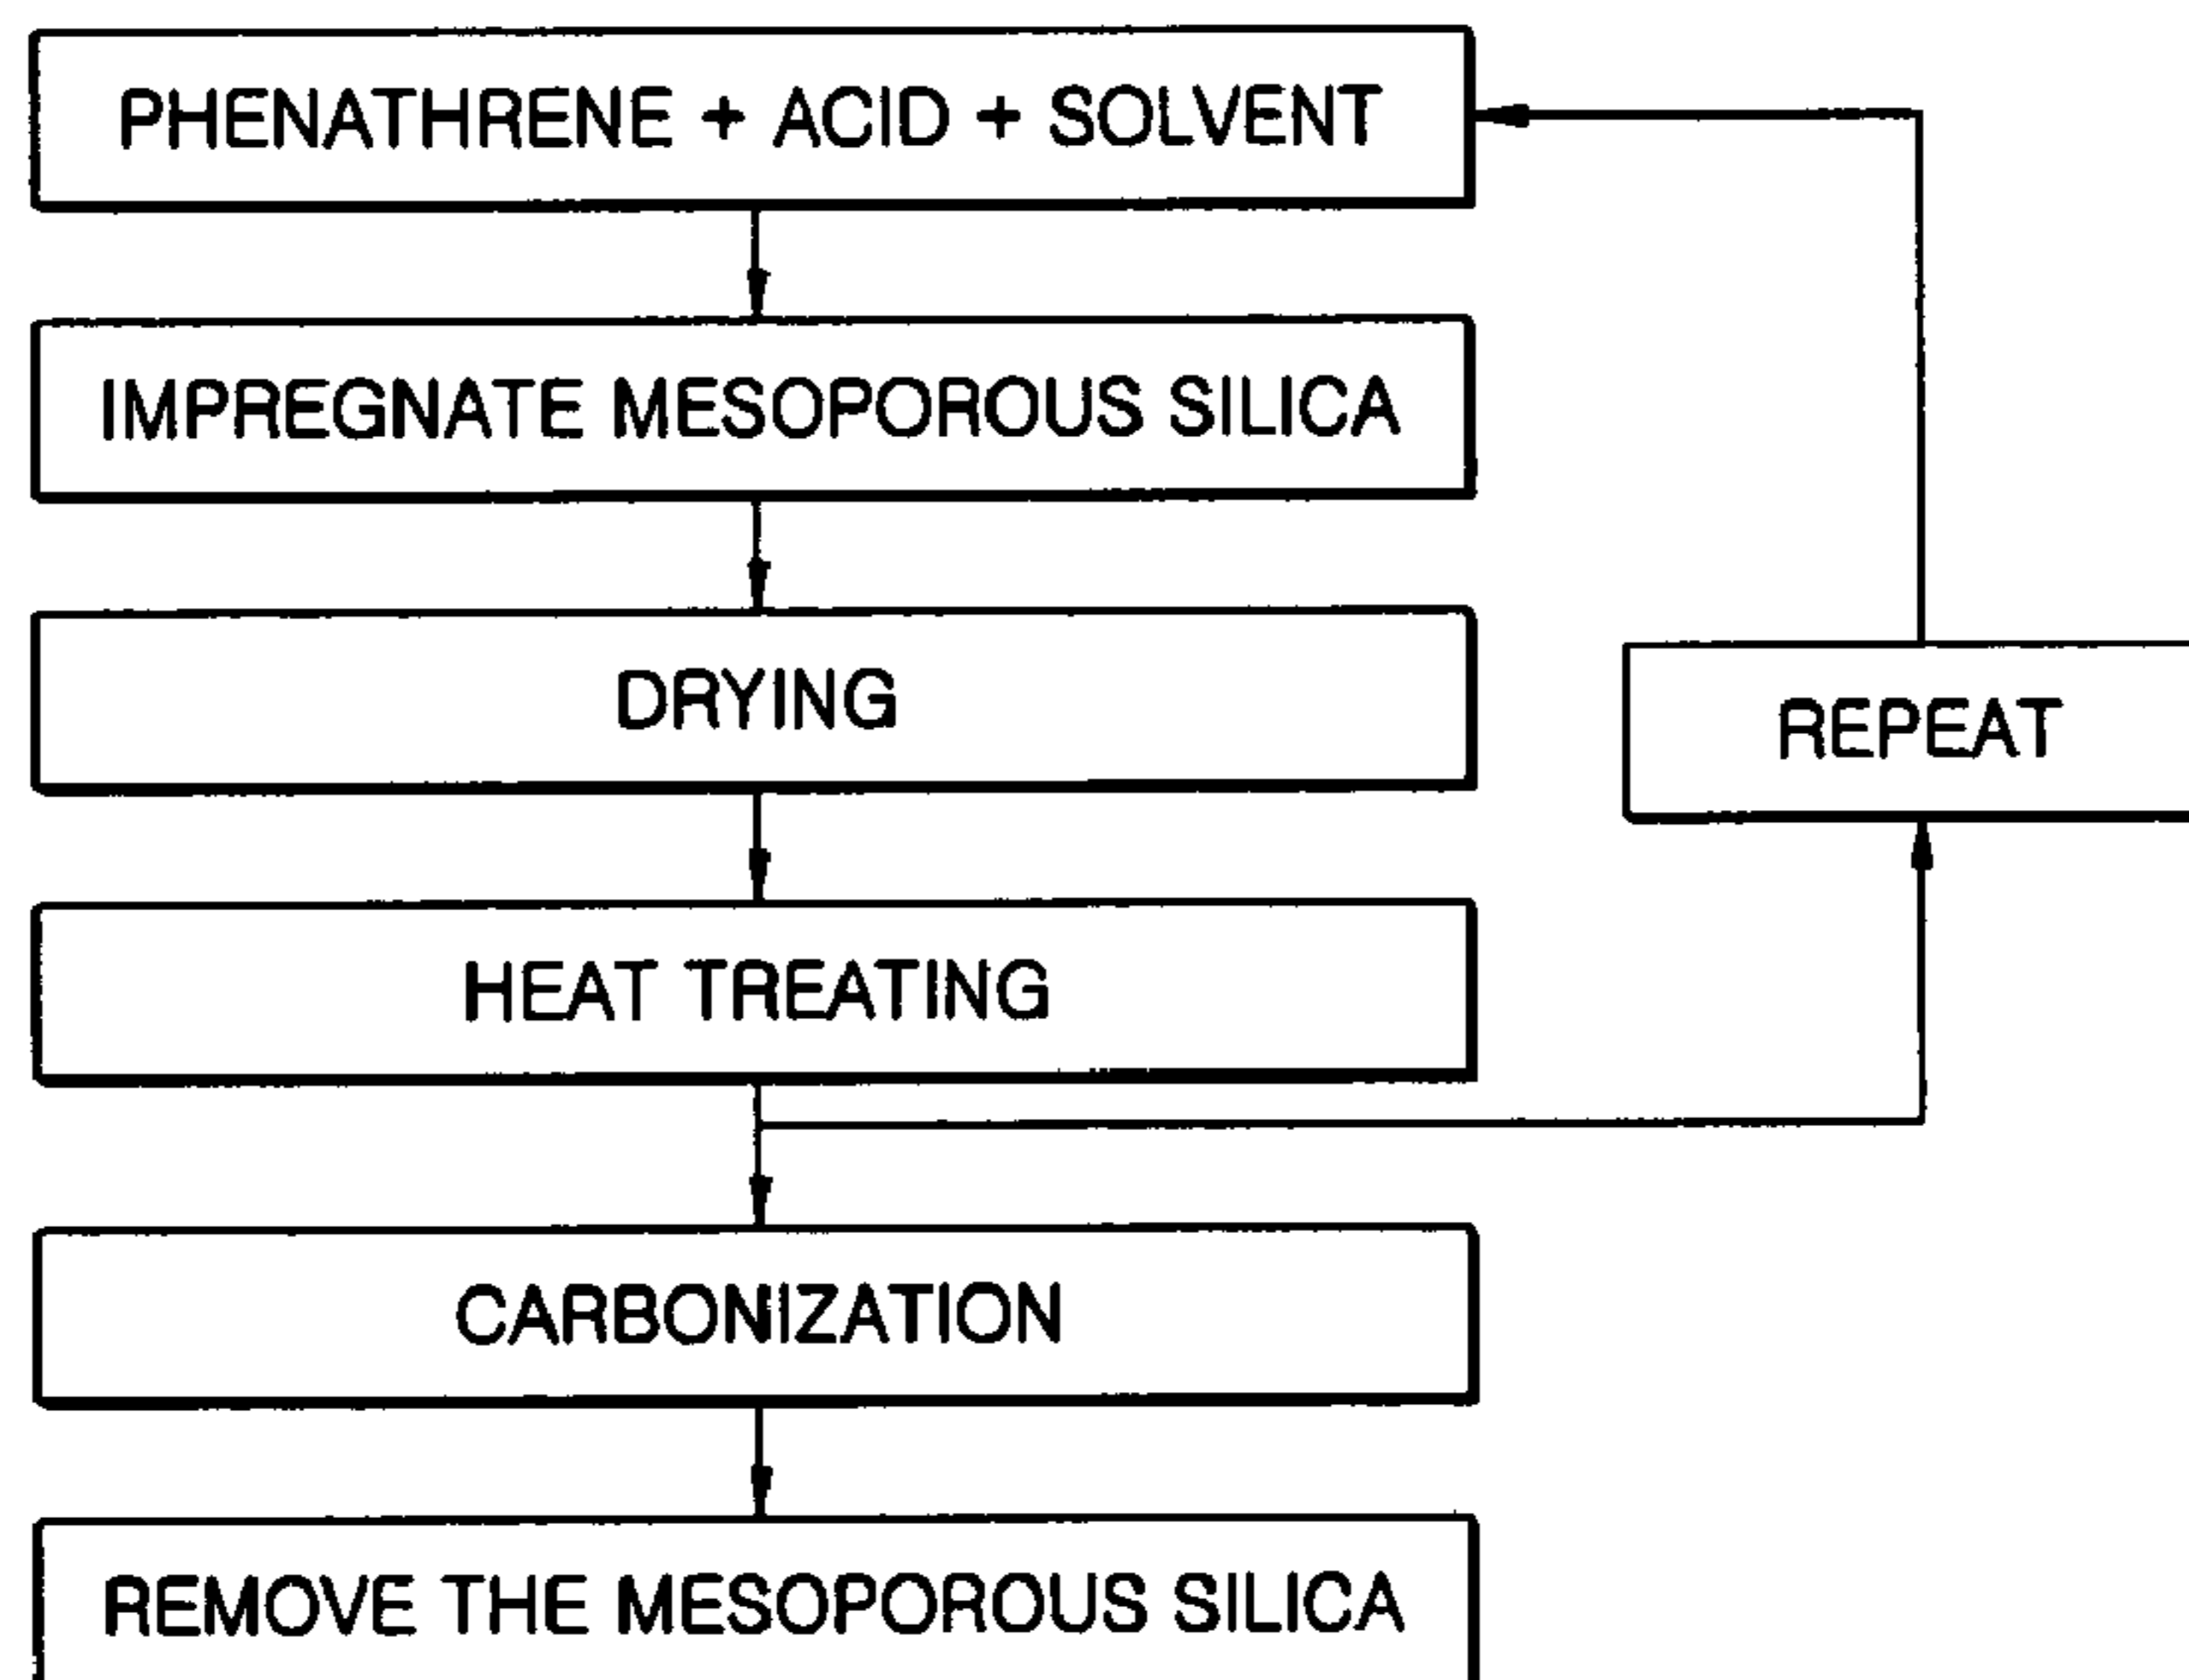 PHENATHRENE + ACID + SOLVENT
IMPREGNATE MESOPOROUS SILICA
DRYING
REPEAT
HEAT TREATING
CARBONIZATION
REMOVE THE MESOPOROUS SILICA